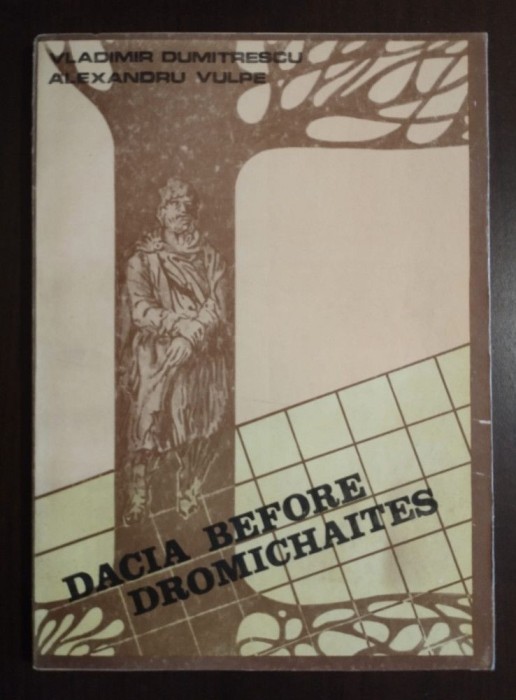 VLADIMIR DUMITRESCU
ALEXANDRU VULPE
DACIA BEFORE
DROMICHAITES